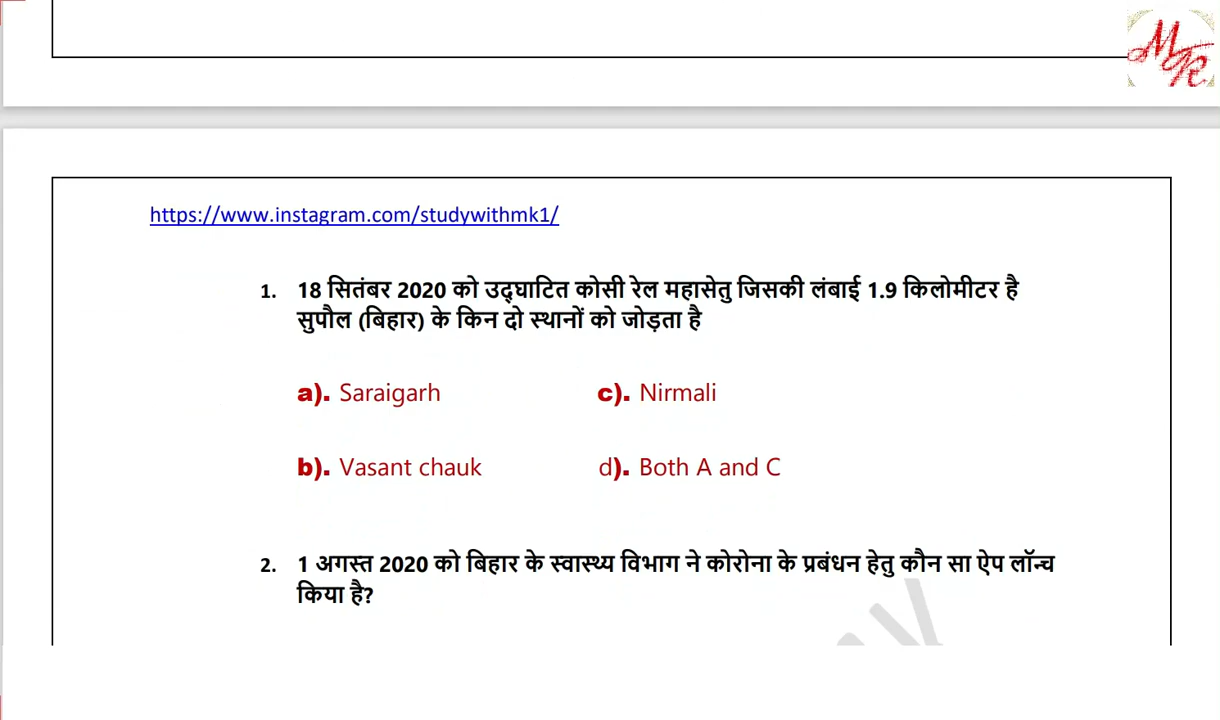 MR
https://www.instagram.com/studywithmk1/
1. 18 सितंबर 2020 को उद्घाटित कोसी रेल महासेतु जिसकी लंबाई 1.9 किलोमीटर है
सुपौल (बिहार) के किन दो स्थानों को जोड़ता है
a). Saraigarh c). Nirmali
b). Vasant chauk d). Both A and C
2. 1 अगस्त 2020 को बिहार के स्वास्थ्य विभाग ने कोरोना के प्रबंधन हेतु कौन सा ऐप लॉन्च
किया है?